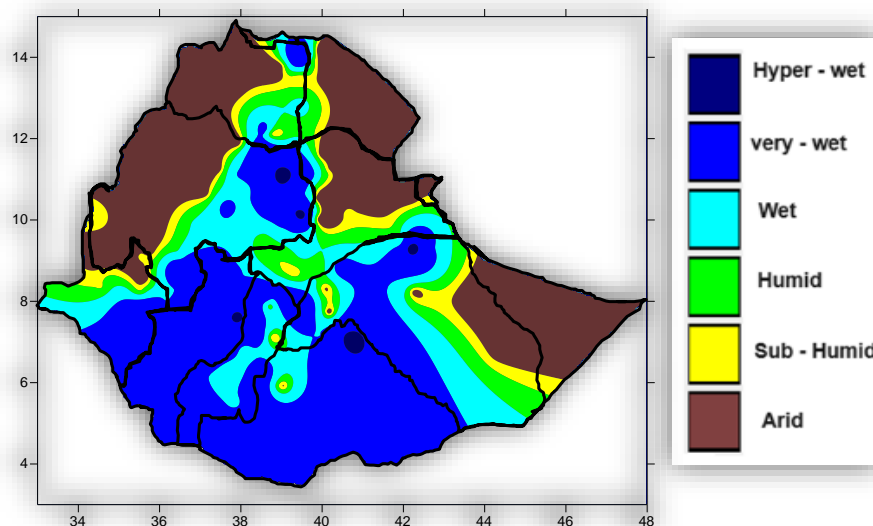 14
12
10
8
6
4
34 36 38 40 42 44 46 48
Hyper - wet
very - wet
Wet
Humid
Sub - Humid
Arid